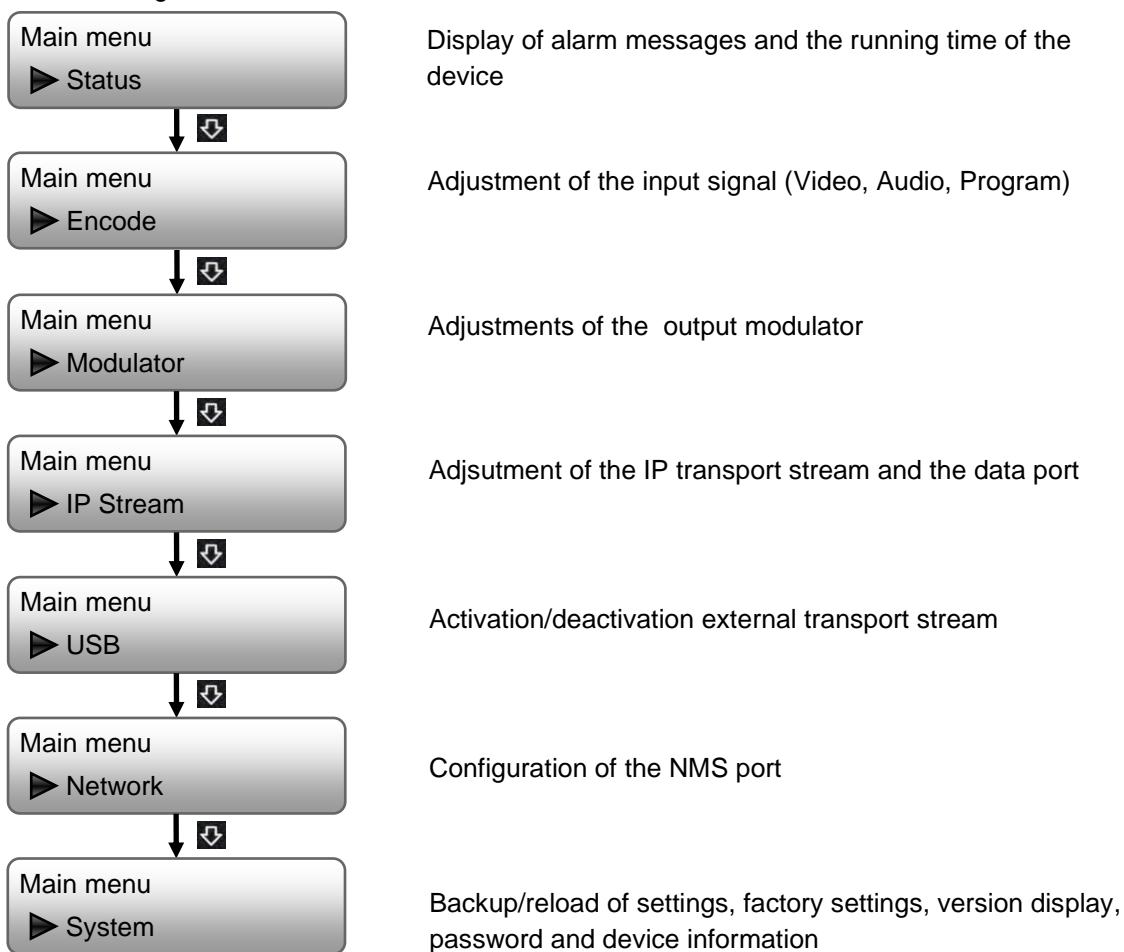 Main menu
Status
Display of alarm messages and the running time of the
device
Main menu
Encode
Adjustment of the input signal (Video, Audio, Program)
Main menu
Modulator
Adjustments of the  output modulator
Main menu
IP Stream
Adjsutment of the IP transport stream and the data port
Main menu
USB
Activation/deactivation external transport stream
Main menu
Network
Configuration of the NMS port
Main menu
System
Backup/reload of settings, factory settings, version display,
password and device information